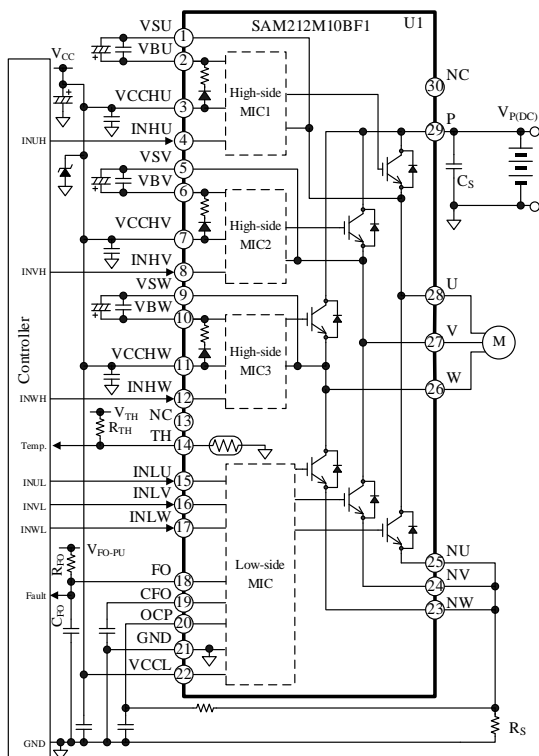 SAM212M10BF1
U1
VSU
1
VBU
2
VCC
VCCHU
3
High-side
MIC1
INUH
INHU
4
VSV
5
VBV
6
VCCHV
7
High-side
MIC2
INVH
INHV
8
VSW
9
VBW
10
VCCHW
11
High-side
MIC3
INWH
INHW
12
NC
13
VTH
RTH
Temp.
TH
14
INUL
INLU
15
INVL
INLV
16
INWL
INLW
17
VFO-PU
RFO
FO
18
Fault
CFO
CFO
19
OCP
20
GND
21
VCCL
22
Low-side
MIC
Controller
GND
30
NC
29
P
VP(DC)
CS
28
U
27
V
26
W
M
25
NU
24
NV
23
NW
RS